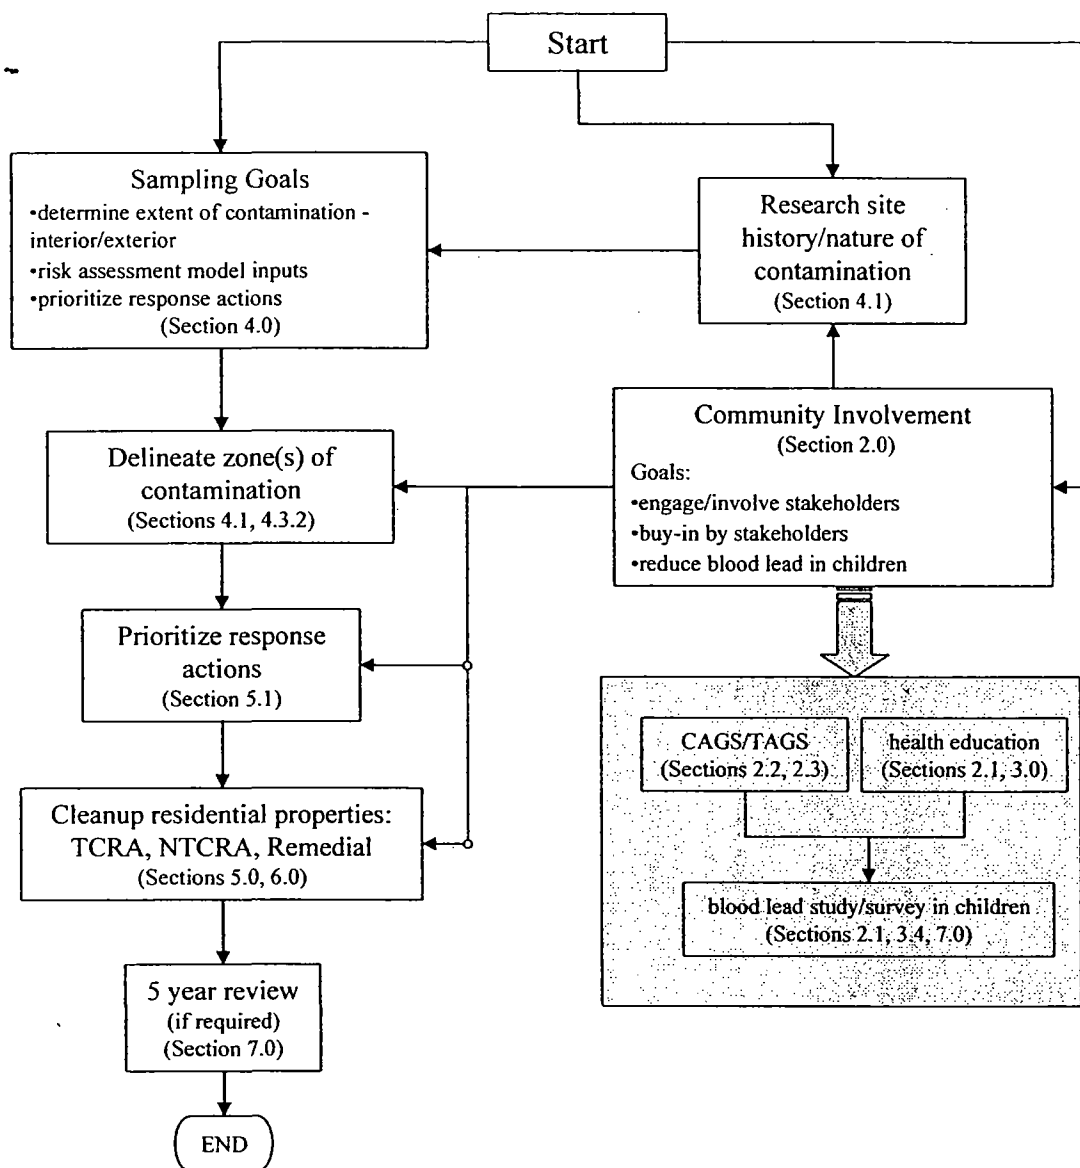 Start
Sampling Goals
•determine extent of contamination -
interior/exterior
•risk assessment model inputs
•prioritize response actions
(Section 4.0)
Research site
history/nature of
contamination
(Section 4.1)
Community Involvement
(Section 2.0)
Goals:
•engage/involve stakeholders
•buy-in by stakeholders
•reduce blood lead in children
Delineate zone(s) of
contamination
(Sections 4.1, 4.3.2)
Prioritize response
actions
(Section 5.1)
CAGS/TAGS
(Sections 2.2, 2.3)
health education
(Sections 2.1, 3.0)
Cleanup residential properties:
TCRA, NTCRA, Remedial
(Sections 5.0, 6.0)
blood lead study/survey in children
(Sections 2.1, 3.4, 7.0)
5 year review
(if required)
(Section 7.0)
END